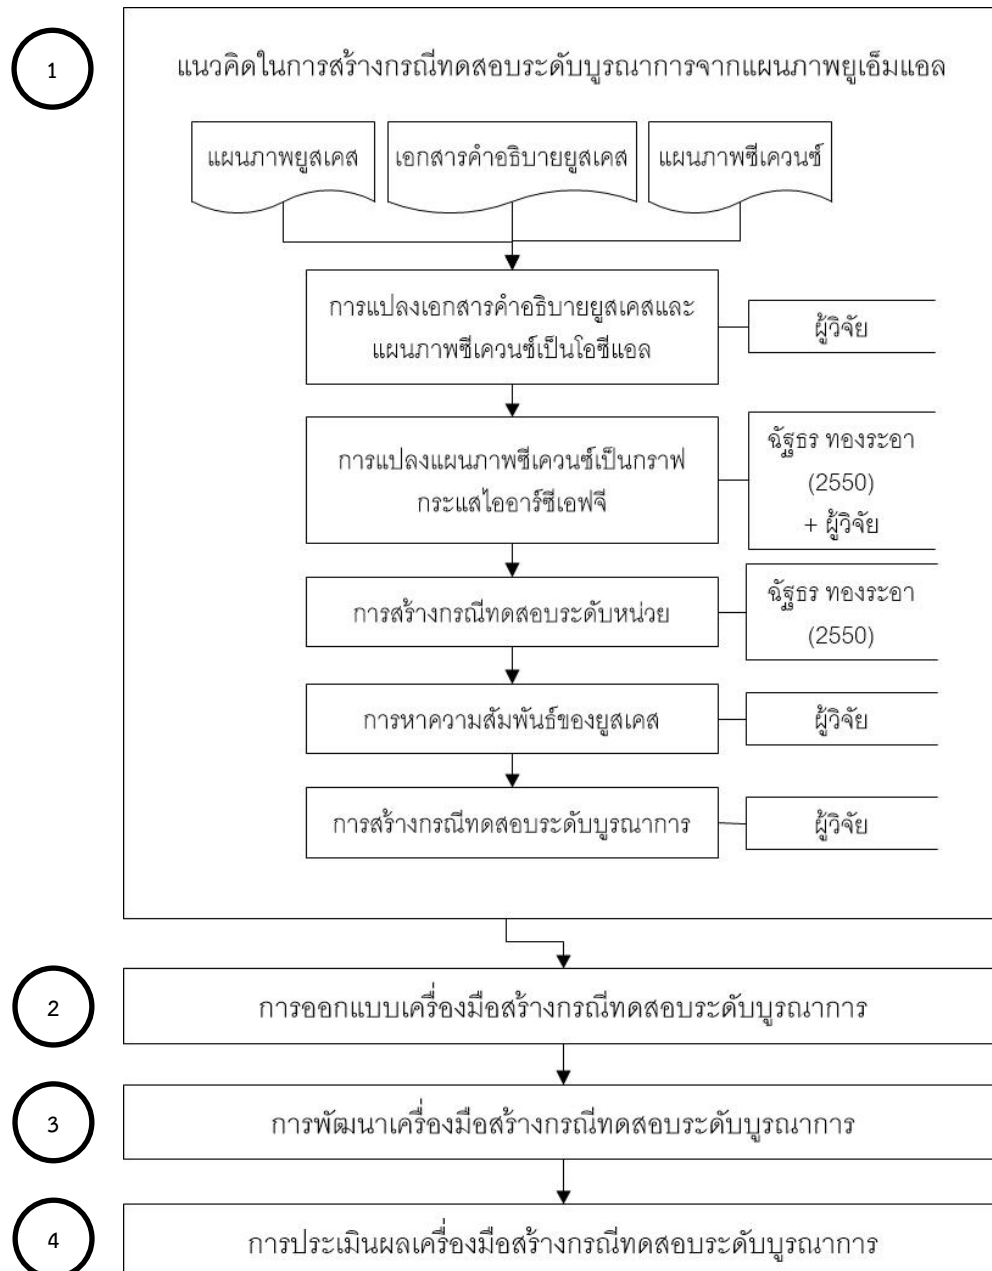 1
แนวคิดในการสร้างกรณีทดสอบระดับบูรณาการจากแผนภาพยูเอ็มแอล
แผนภาพยูสเคส
เอกสารคำอธิบายยูสเคส
แผนภาพซีเควนซ์
การแปลงเอกสารคำอธิบายยูสเคสและ
แผนภาพซีเควนซ์เป็นโอซีแอล
ผู้วิจัย
การแปลงแผนภาพซีเควนซ์เป็นกราฟ
กระแสไออาร์ซีเอฟจี
ฉัฐธร ทองระอา
(2550)
+ ผู้วิจัย
การสร้างกรณีทดสอบระดับหน่วย
ฉัฐธร ทองระอา
(2550)
การหาความสัมพันธ์ของยูสเคส
ผู้วิจัย
การสร้างกรณีทดสอบระดับบูรณาการ
ผู้วิจัย
2
การออกแบบเครื่องมือสร้างกรณีทดสอบระดับบูรณาการ
3
การพัฒนาเครื่องมือสร้างกรณีทดสอบระดับบูรณาการ
4
การประเมินผลเครื่องมือสร้างกรณีทดสอบระดับบูรณาการ